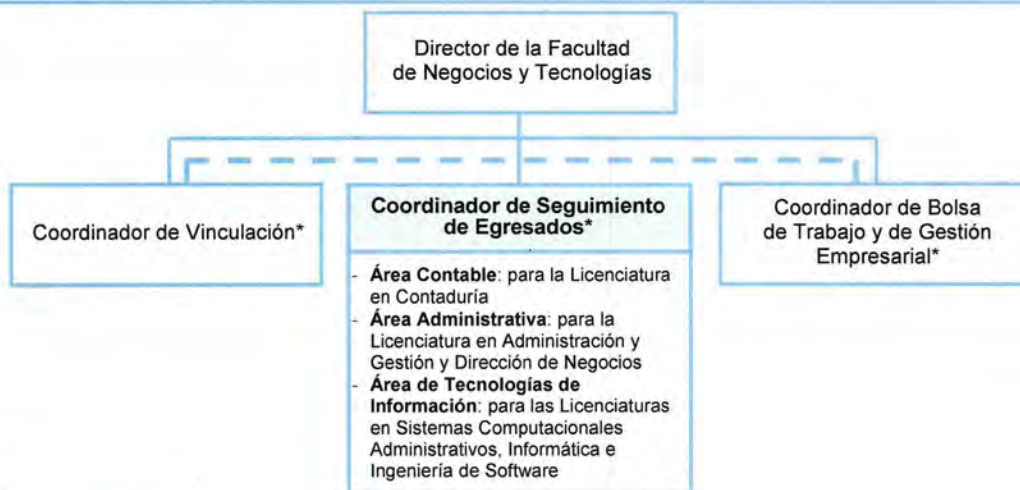 Director de la Facultad
de Negocios y Tecnologías
Coordinador de Vinculación*
Coordinador de Seguimiento
de Egresados*
- Área Contable: para la Licenciatura
en Contaduría
- Área Administrativa: para la
Licenciatura en Administración y
Gestión y Dirección de Negocios
- Área de Tecnologías de
Información: para las Licenciaturas
en Sistemas Computacionales
Administrativos, Informática e
Ingeniería de Software
Coordinador de Bolsa
de Trabajo y de Gestión
Empresarial*